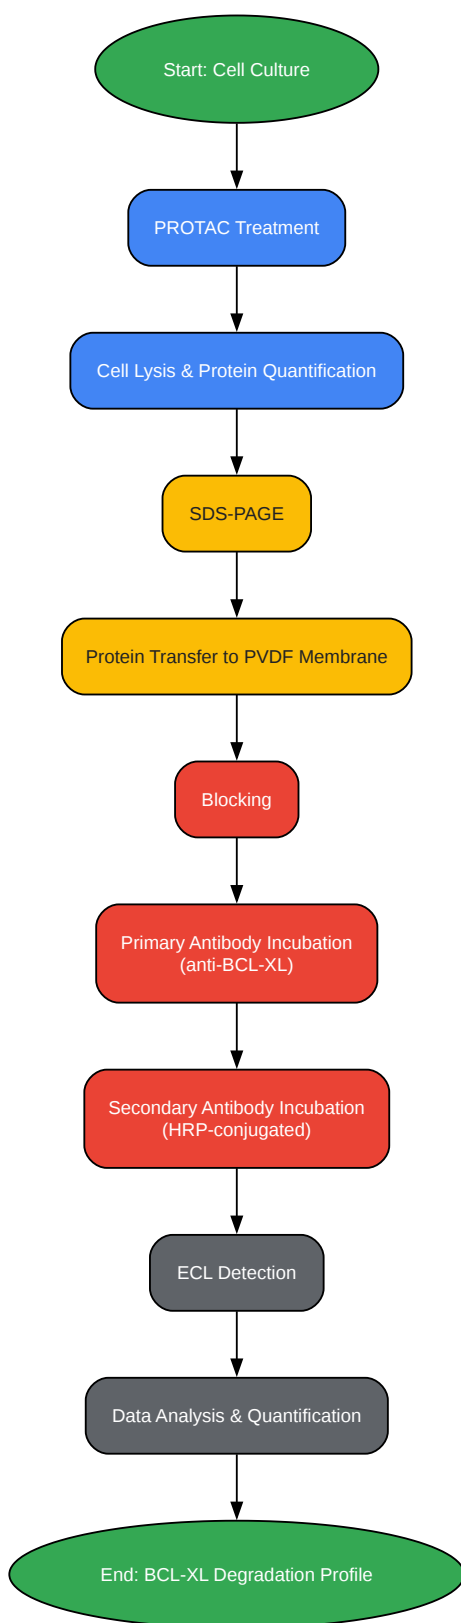 Start: Cell Culture
PROTAC Treatment
Cell Lysis & Protein Quantification
SDS-PAGE
Protein Transfer to PVDF Membrane
Blocking
Primary Antibody Incubation
(anti-BCL-XL)
Secondary Antibody Incubation
(HRP-conjugated)
ECL Detection
Data Analysis & Quantification
End: BCL-XL Degradation Profile